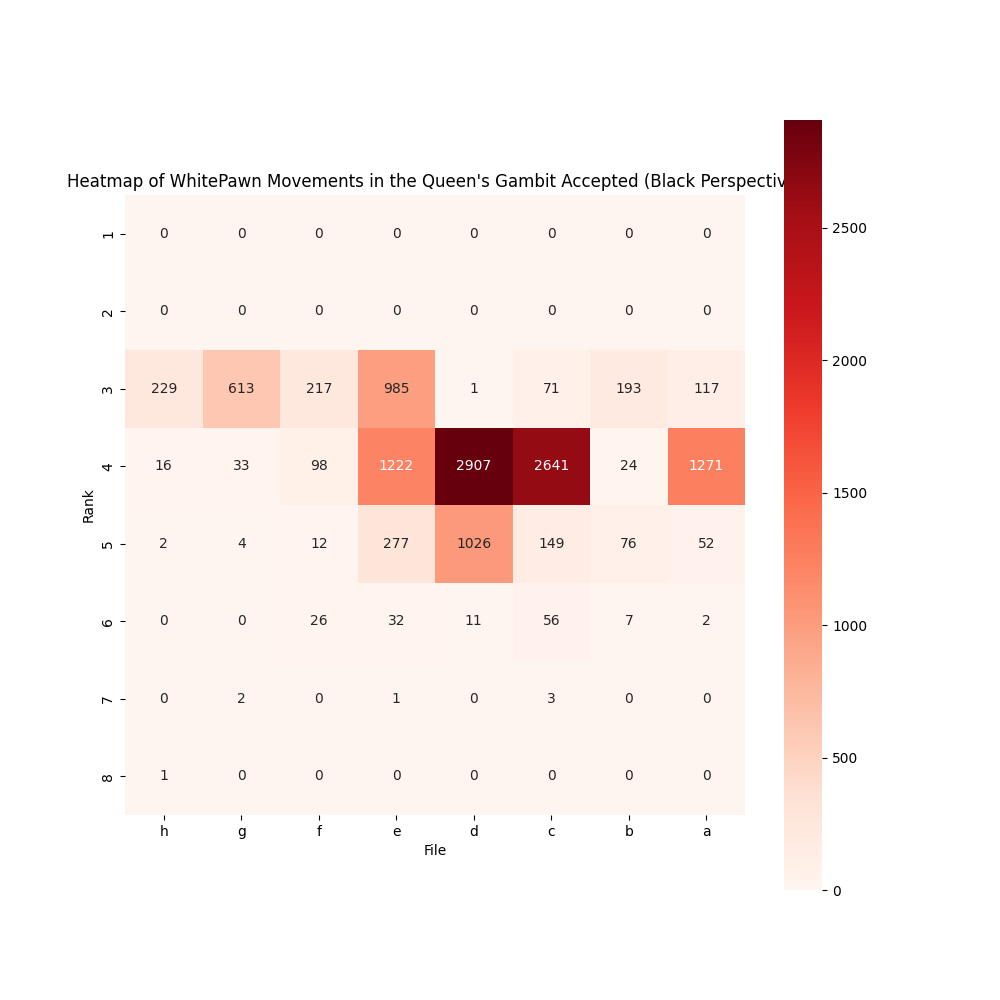 Heatmap of WhitePawn Movements in the Queen's Gambit Accepted (Black Perspectiv
1 0 0 0 0 0 0 0 0
2 0 0 0 0 0 0 0 0
3 229 613 217 985 1 71 193 117
4 16 33 98 1222 2907 2641 24 1271
5 2 4 12 277 1026 149 76 52
6 0 0 26 32 11 56 7 2
7 0 2 0 1 0 3 0 0
8 1 0 0 0 0 0 0 0
h g f e d c b a
File
Rank
2500
2000
1500
1000
500
0